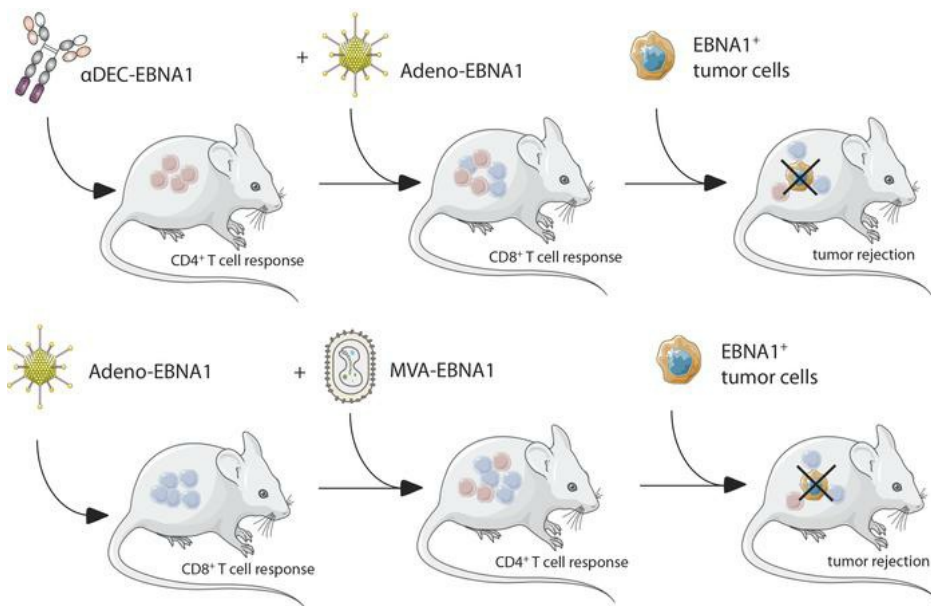 αDEC-EBNA1
+
Adeno-EBNA1
EBNA1⁺
tumor cells
CD4⁺ T cell response
CD8⁺ T cell response
tumor rejection
Adeno-EBNA1
+
MVA-EBNA1
EBNA1⁺
tumor cells
CD8⁺ T cell response
CD4⁺ T cell response
tumor rejection